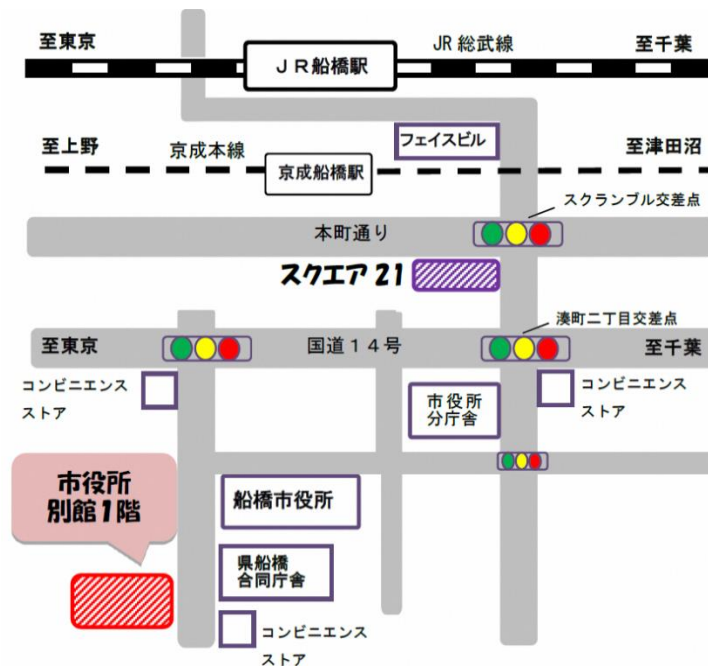 至東京
JR船橋駅
JR総武線
至千葉
フェイスビル
至上野
京成本線
京成船橋駅
至津田沼
スクランブル交差点
本町通り
スクエア21
湊町二丁目交差点
至東京
国道14号
至千葉
コンビニエンス
ストア
市役所
分庁舎
コンビニエンス
ストア
市役所
別館1階
船橋市役所
県船橋
合同庁舎
コンビニエンス
ストア